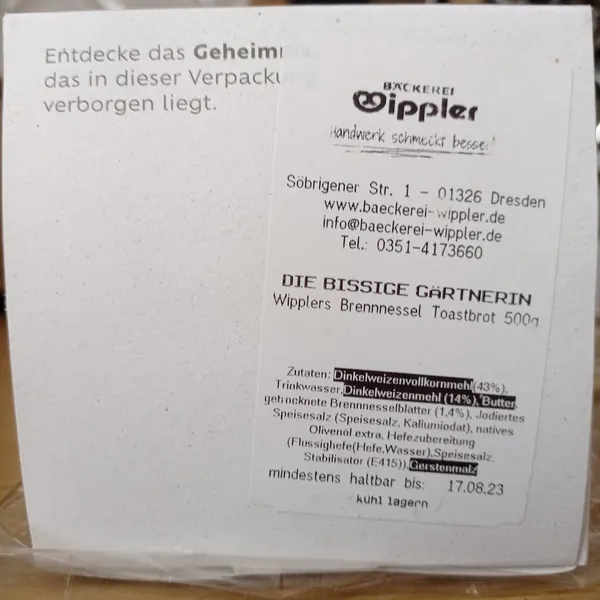 Entdecke das Geheim
das in dieser Verpack
verborgen liegt.
BÄCKEREI
Wippler
Handwerk schmeckt besser!
Söbrigener Str. 1 - 01326 Dresden
www.baeckerei-wippler.de
info@baeckerei-wippler.de
Tel.: 0351-4173660
DIE BISSIGE GÄRTNERIN
Wipplers Brennnessel Toastbrot 500g
Zutaten: Dinkelweizenvollkornmehl(43%),
Trinkwasser,Dinkelweizenmehl (14%), Butter,
getrocknete Brennnesselblätter (1,4%), Jodiertes
Speisesalz (Speisesalz, Kaliumiodat), natives
Olivenöl extra, Hefezubereitung
(Flüssighefe(Hefe,Wasser),Speisesalz,
Stabilisator (E415)),Gerstenmalz
mindestens haltbar bis: 17.08.23
kühl lagern